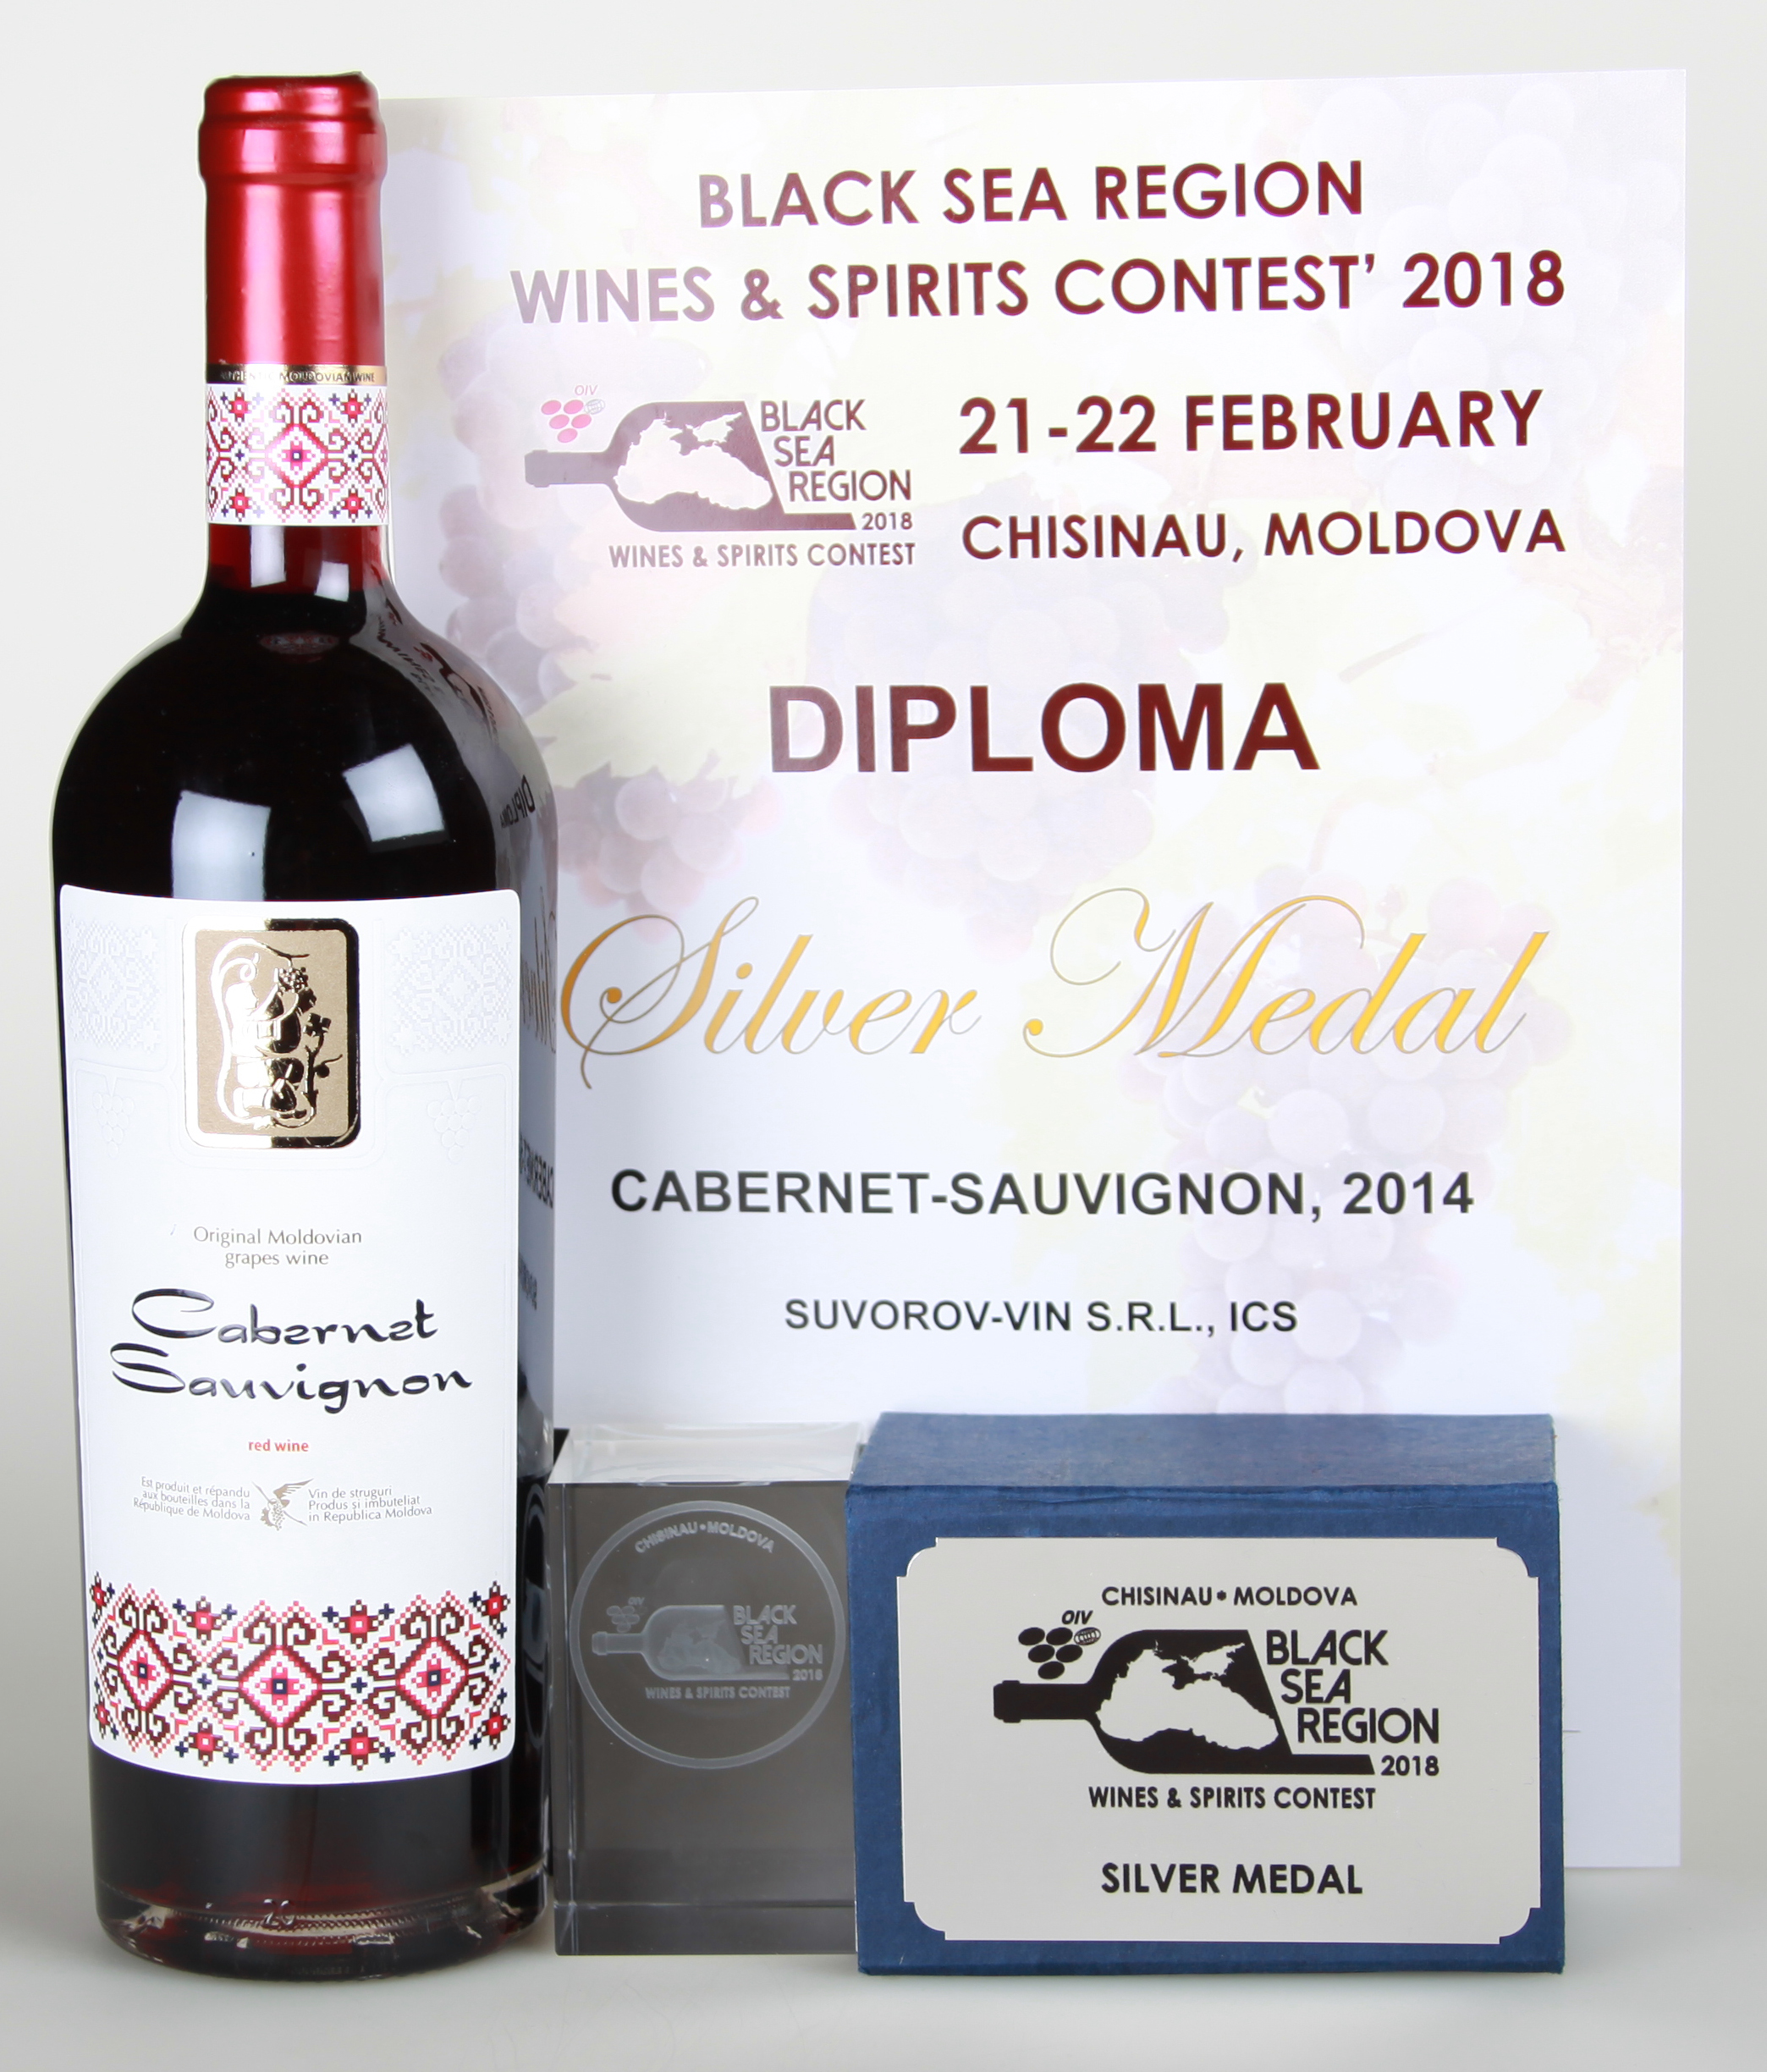 MOLDOVIAN WINE
Original Moldovian
grapes wine
Cabernet
Sauvignon
red wine
Est produit et répandu
aux bouteilles dans la
République de Moldova
Vin de struguri
Produs și imbuteliat
in Republica Moldova
BLACK SEA REGION
WINES & SPIRITS CONTEST' 2018
OIV
BLACK
SEA
REGION
2018
WINES & SPIRITS CONTEST
21-22 FEBRUARY
CHISINAU, MOLDOVA
DIPLOMA
Silver Medal
CABERNET-SAUVIGNON, 2014
SUVOROV-VIN S.R.L., ICS
CHISINAU•MOLDOVA
OIV
BLACK
SEA
REGION
2018
WINES & SPIRITS CONTEST
CHISINAU*MOLDOVA
OIV
BLACK
SEA
REGION
2018
WINES & SPIRITS CONTEST
SILVER MEDAL